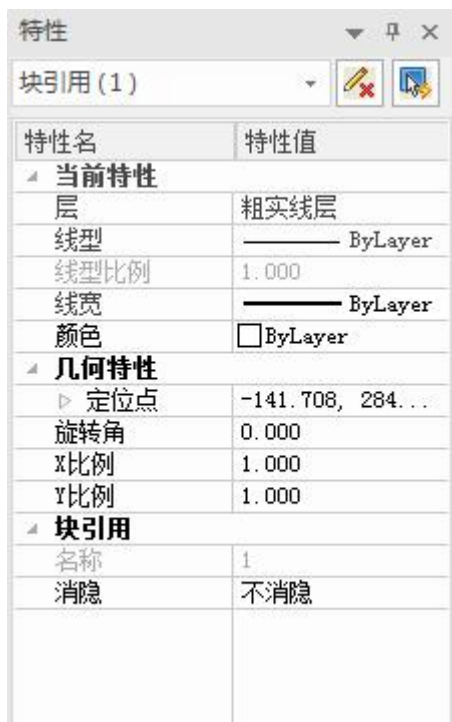 特性
块引用(1)
特性名 特性值
当前特性
层 粗实线层
线型 ByLayer
线型比例 1.000
线宽 ByLayer
颜色 ByLayer
几何特性
定位点 -141.708, 284...
旋转角 0.000
X比例 1.000
Y比例 1.000
块引用
名称 1
消隐 不消隐